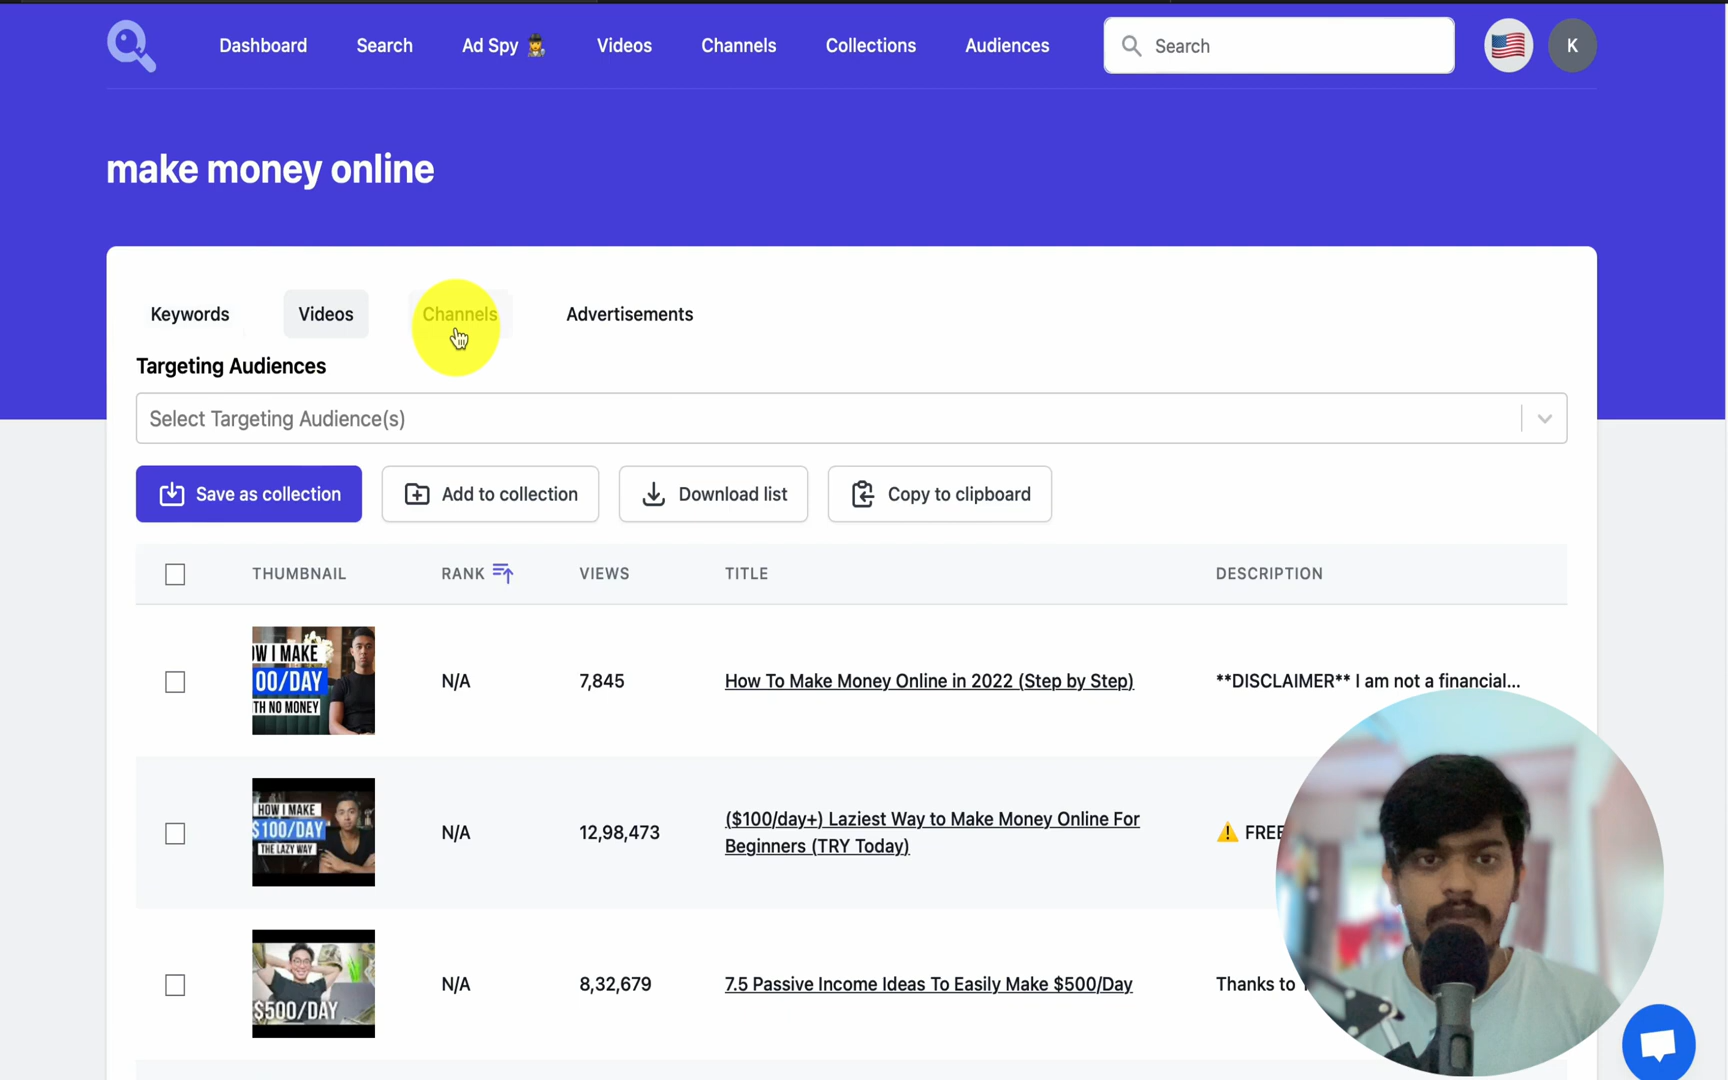 Dashboard
Search
Ad Spy
Videos
Channels
Collections
Audiences
Search
K
make money online
Keywords
Videos
Channels
Advertisements
Targeting Audiences
Select Targeting Audience(s)
Save as collection
Add to collection
Download list
Copy to clipboard
THUMBNAIL
RANK
VIEWS
TITLE
DESCRIPTION
OW I MAKE
00/DAY
TH NO MONEY
N/A
7,845
How To Make Money Online in 2022 (Step by Step)
**DISCLAIMER** I am not a financial...
HOW I MAKE
$100/DAY
THE LAZY WAY
N/A
12,98,473
($100/day+) Laziest Way to Make Money Online For
Beginners (TRY Today)
FREE
$500/DAY
N/A
8,32,679
7.5 Passive Income Ideas To Easily Make $500/Day
Thanks to